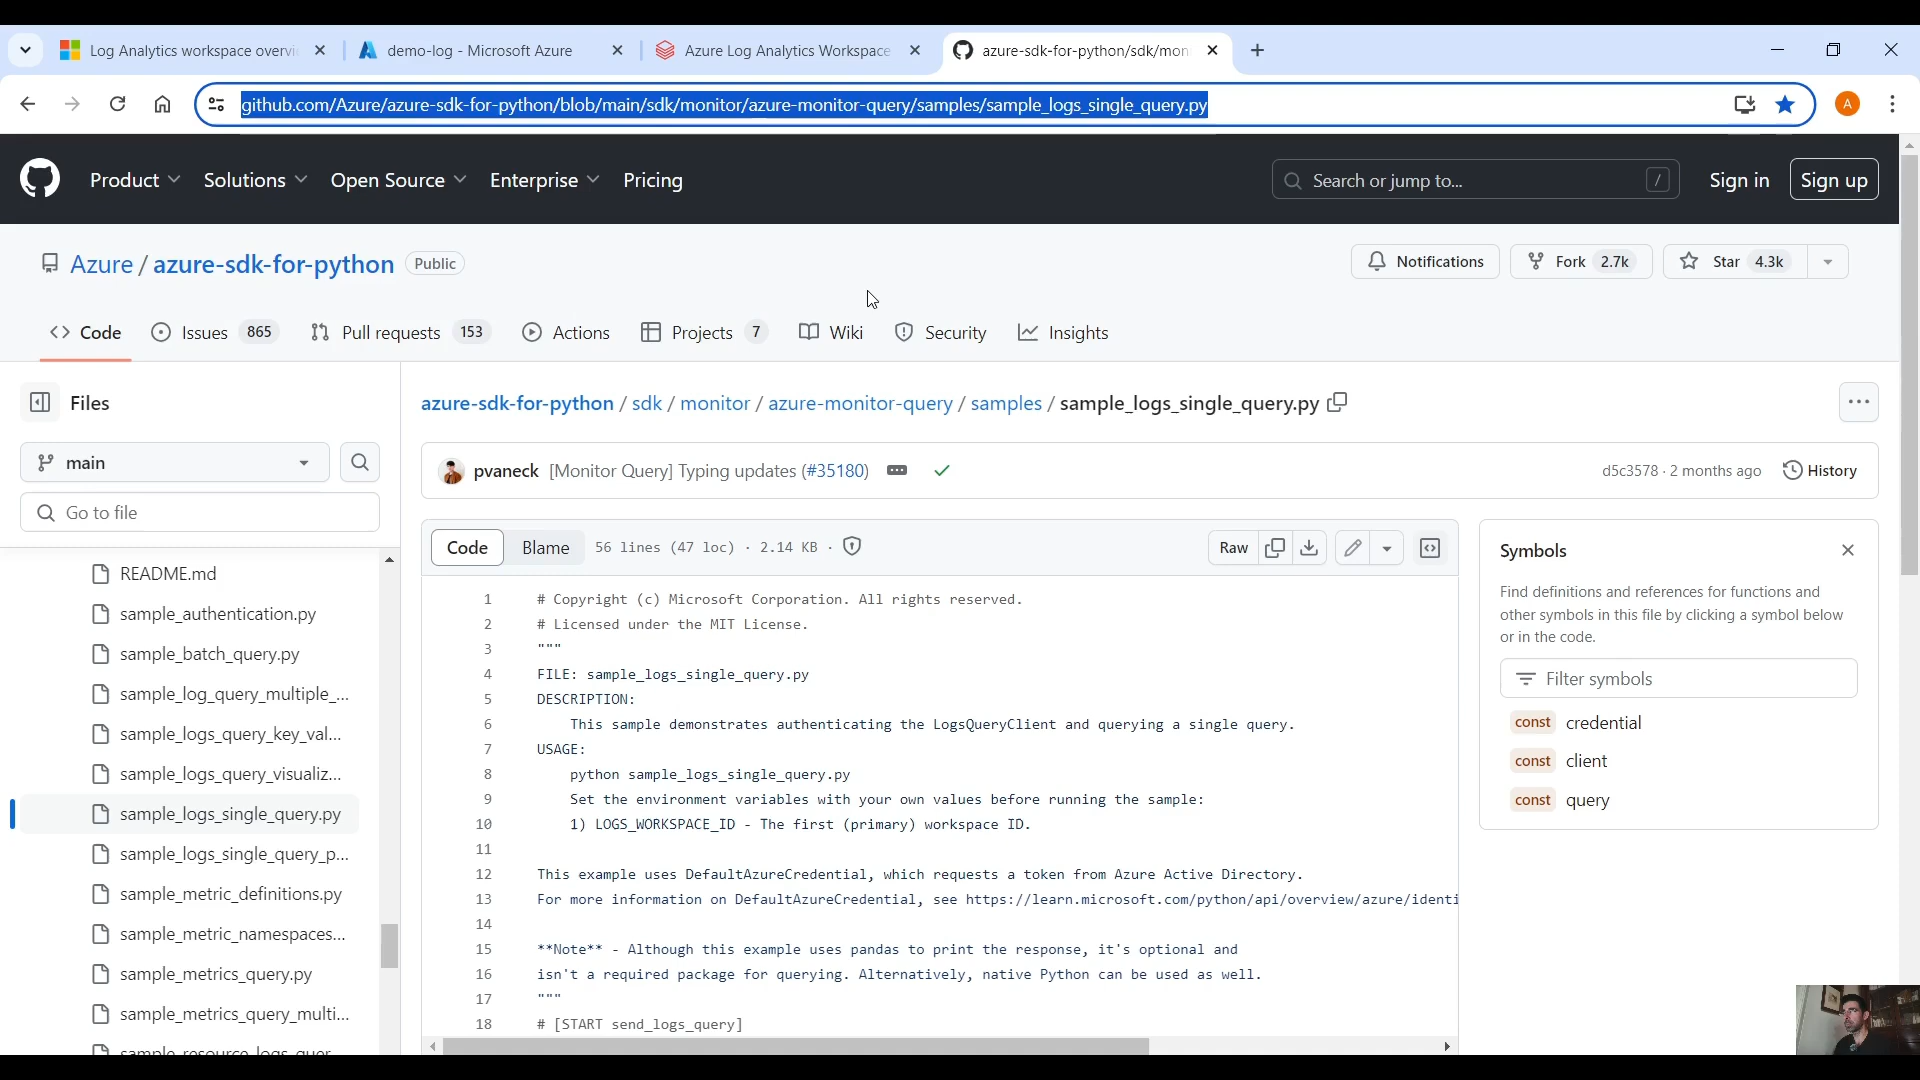 Log Analytics workspace overvi
demo-log - Microsoft Azure
Azure Log Analytics Workspace
azure-sdk-for-python/sdk/moni
github.com/Azure/azure-sdk-for-python/blob/main/sdk/monitor/azure-monitor-query/samples/sample_logs_single_query.py
A
Product
Solutions
Open Source
Enterprise
Pricing
Search or jump to...
/
Sign in
Sign up
Azure / azure-sdk-for-python
Public
Notifications
Fork 2.7k
Star 4.3k
Code
Issues 865
Pull requests 153
Actions
Projects 7
Wiki
Security
Insights
Files
main
Go to file
README.md
sample_authentication.py
sample_batch_query.py
sample_log_query_multiple_...
sample_logs_query_key_val...
sample_logs_query_visualiz...
sample_logs_single_query.py
sample_logs_single_query_p...
sample_metric_definitions.py
sample_metric_namespaces...
sample_metrics_query.py
sample_metrics_query_multi...
sample_resource_logs_quer...
azure-sdk-for-python / sdk / monitor / azure-monitor-query / samples / sample_logs_single_query.py
pvaneck [Monitor Query] Typing updates (#35180)
d5c3578 · 2 months ago
History
Code
Blame
56 lines (47 loc) · 2.14 KB ·
Raw
1 # Copyright (c) Microsoft Corporation. All rights reserved.
2 # Licensed under the MIT License.
3 """
4 FILE: sample_logs_single_query.py
5 DESCRIPTION:
6 This sample demonstrates authenticating the LogsQueryClient and querying a single query.
7 USAGE:
8 python sample_logs_single_query.py
9 Set the environment variables with your own values before running the sample:
10 1) LOGS_WORKSPACE_ID - The first (primary) workspace ID.
11
12 This example uses DefaultAzureCredential, which requests a token from Azure Active Directory.
13 For more information on DefaultAzureCredential, see https://learn.microsoft.com/python/api/overview/azure/identi
14
15 **Note** - Although this example uses pandas to print the response, it's optional and
16 isn't a required package for querying. Alternatively, native Python can be used as well.
17 """
18 # [START send_logs_query]
Symbols
Find definitions and references for functions and
other symbols in this file by clicking a symbol below
or in the code.
Filter symbols
const credential
const client
const query